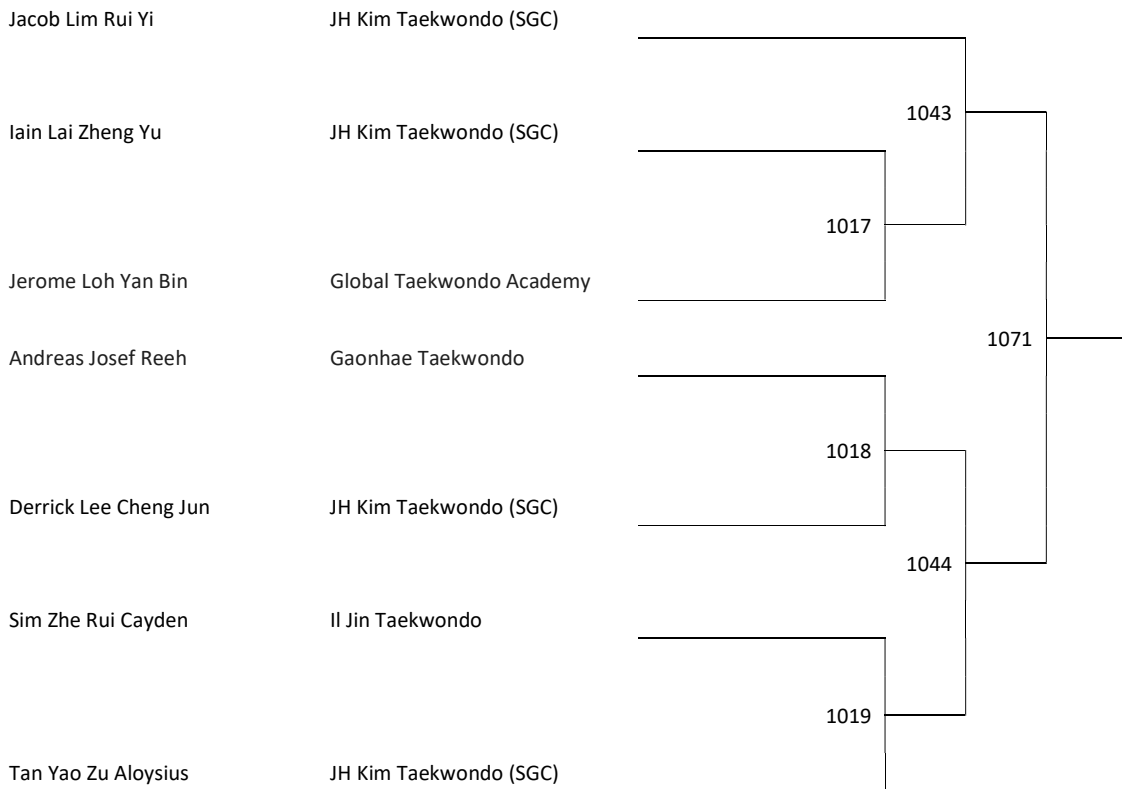 Jacob Lim Rui Yi JH Kim Taekwondo (SGC)
1043
Iain Lai Zheng Yu JH Kim Taekwondo (SGC)
1017
Jerome Loh Yan Bin Global Taekwondo Academy
1071
Andreas Josef Reeh Gaonhae Taekwondo
1018
Derrick Lee Cheng Jun JH Kim Taekwondo (SGC)
1044
Sim Zhe Rui Cayden Il Jin Taekwondo
1019
Tan Yao Zu Aloysius JH Kim Taekwondo (SGC)